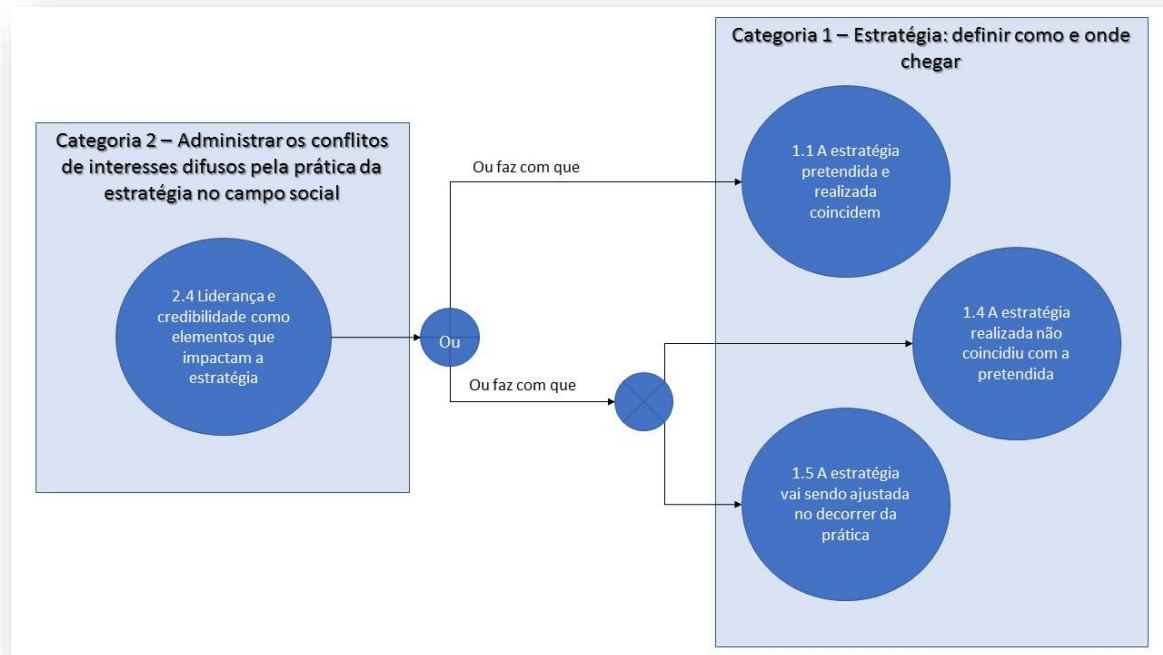 Categoria 2 – Administrar os conflitos
de interesses difusos pela prática da
estratégia no campo social
2.4 Liderança e
credibilidade como
elementos que
impactam a
estratégia
Ou
Ou faz com que
Ou faz com que
Categoria 1 – Estratégia: definir como e onde
chegar
1.1 A estratégia
pretendida e
realizada
coincidem
1.4 A estratégia
realizada não
coincidiu com a
pretendida
1.5 A estratégia
vai sendo ajustada
no decorrer da
prática